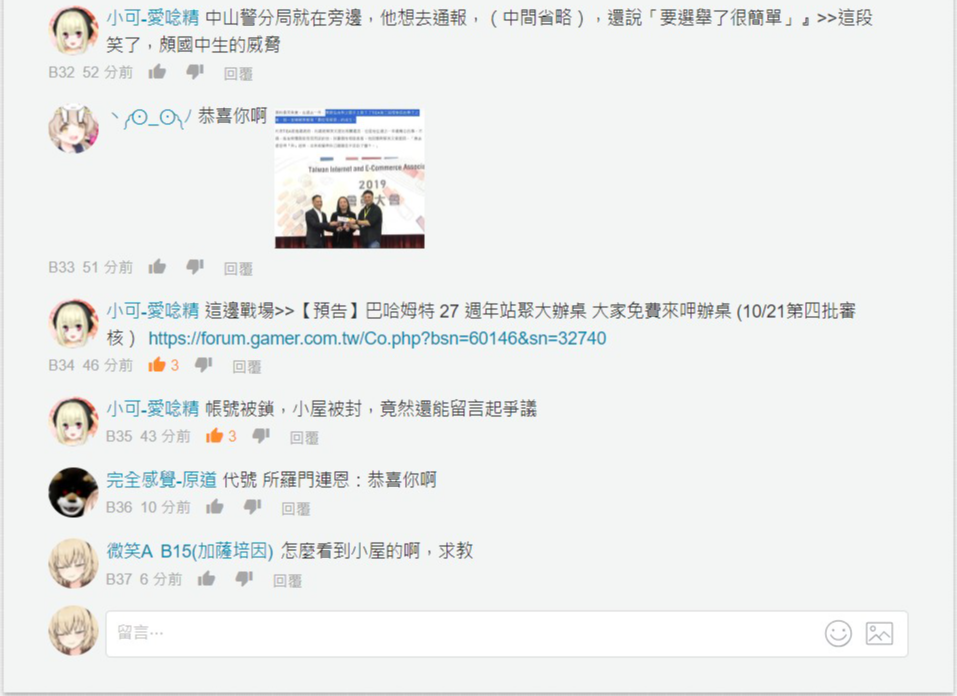 小可-愛唸精 中山警分局就在旁邊，他想去通報，（中間省略），還說「要選舉了很簡單」』>>這段
笑了，頗國中生的威脅
B32 52 分前 回覆
ヽ༼⊙_⊙༽ﾉ 恭喜你啊
Taiwan Internet and E-Commerce Associa
2019
大會
B33 51 分前 回覆
小可-愛唸精 這邊戰場>>【預告】巴哈姆特 27 週年站聚大辦桌 大家免費來呷辦桌 (10/21第四批審
核） https://forum.gamer.com.tw/Co.php?bsn=60146&sn=32740
B34 46 分前 3 回覆
小可-愛唸精 帳號被鎖，小屋被封，竟然還能留言起爭議
B35 43 分前 3 回覆
完全感覺-原道 代號 所羅門連恩：恭喜你啊
B36 10 分前 回覆
微笑A B15(加薩培因) 怎麼看到小屋的啊，求教
B37 6 分前 回覆
留言…